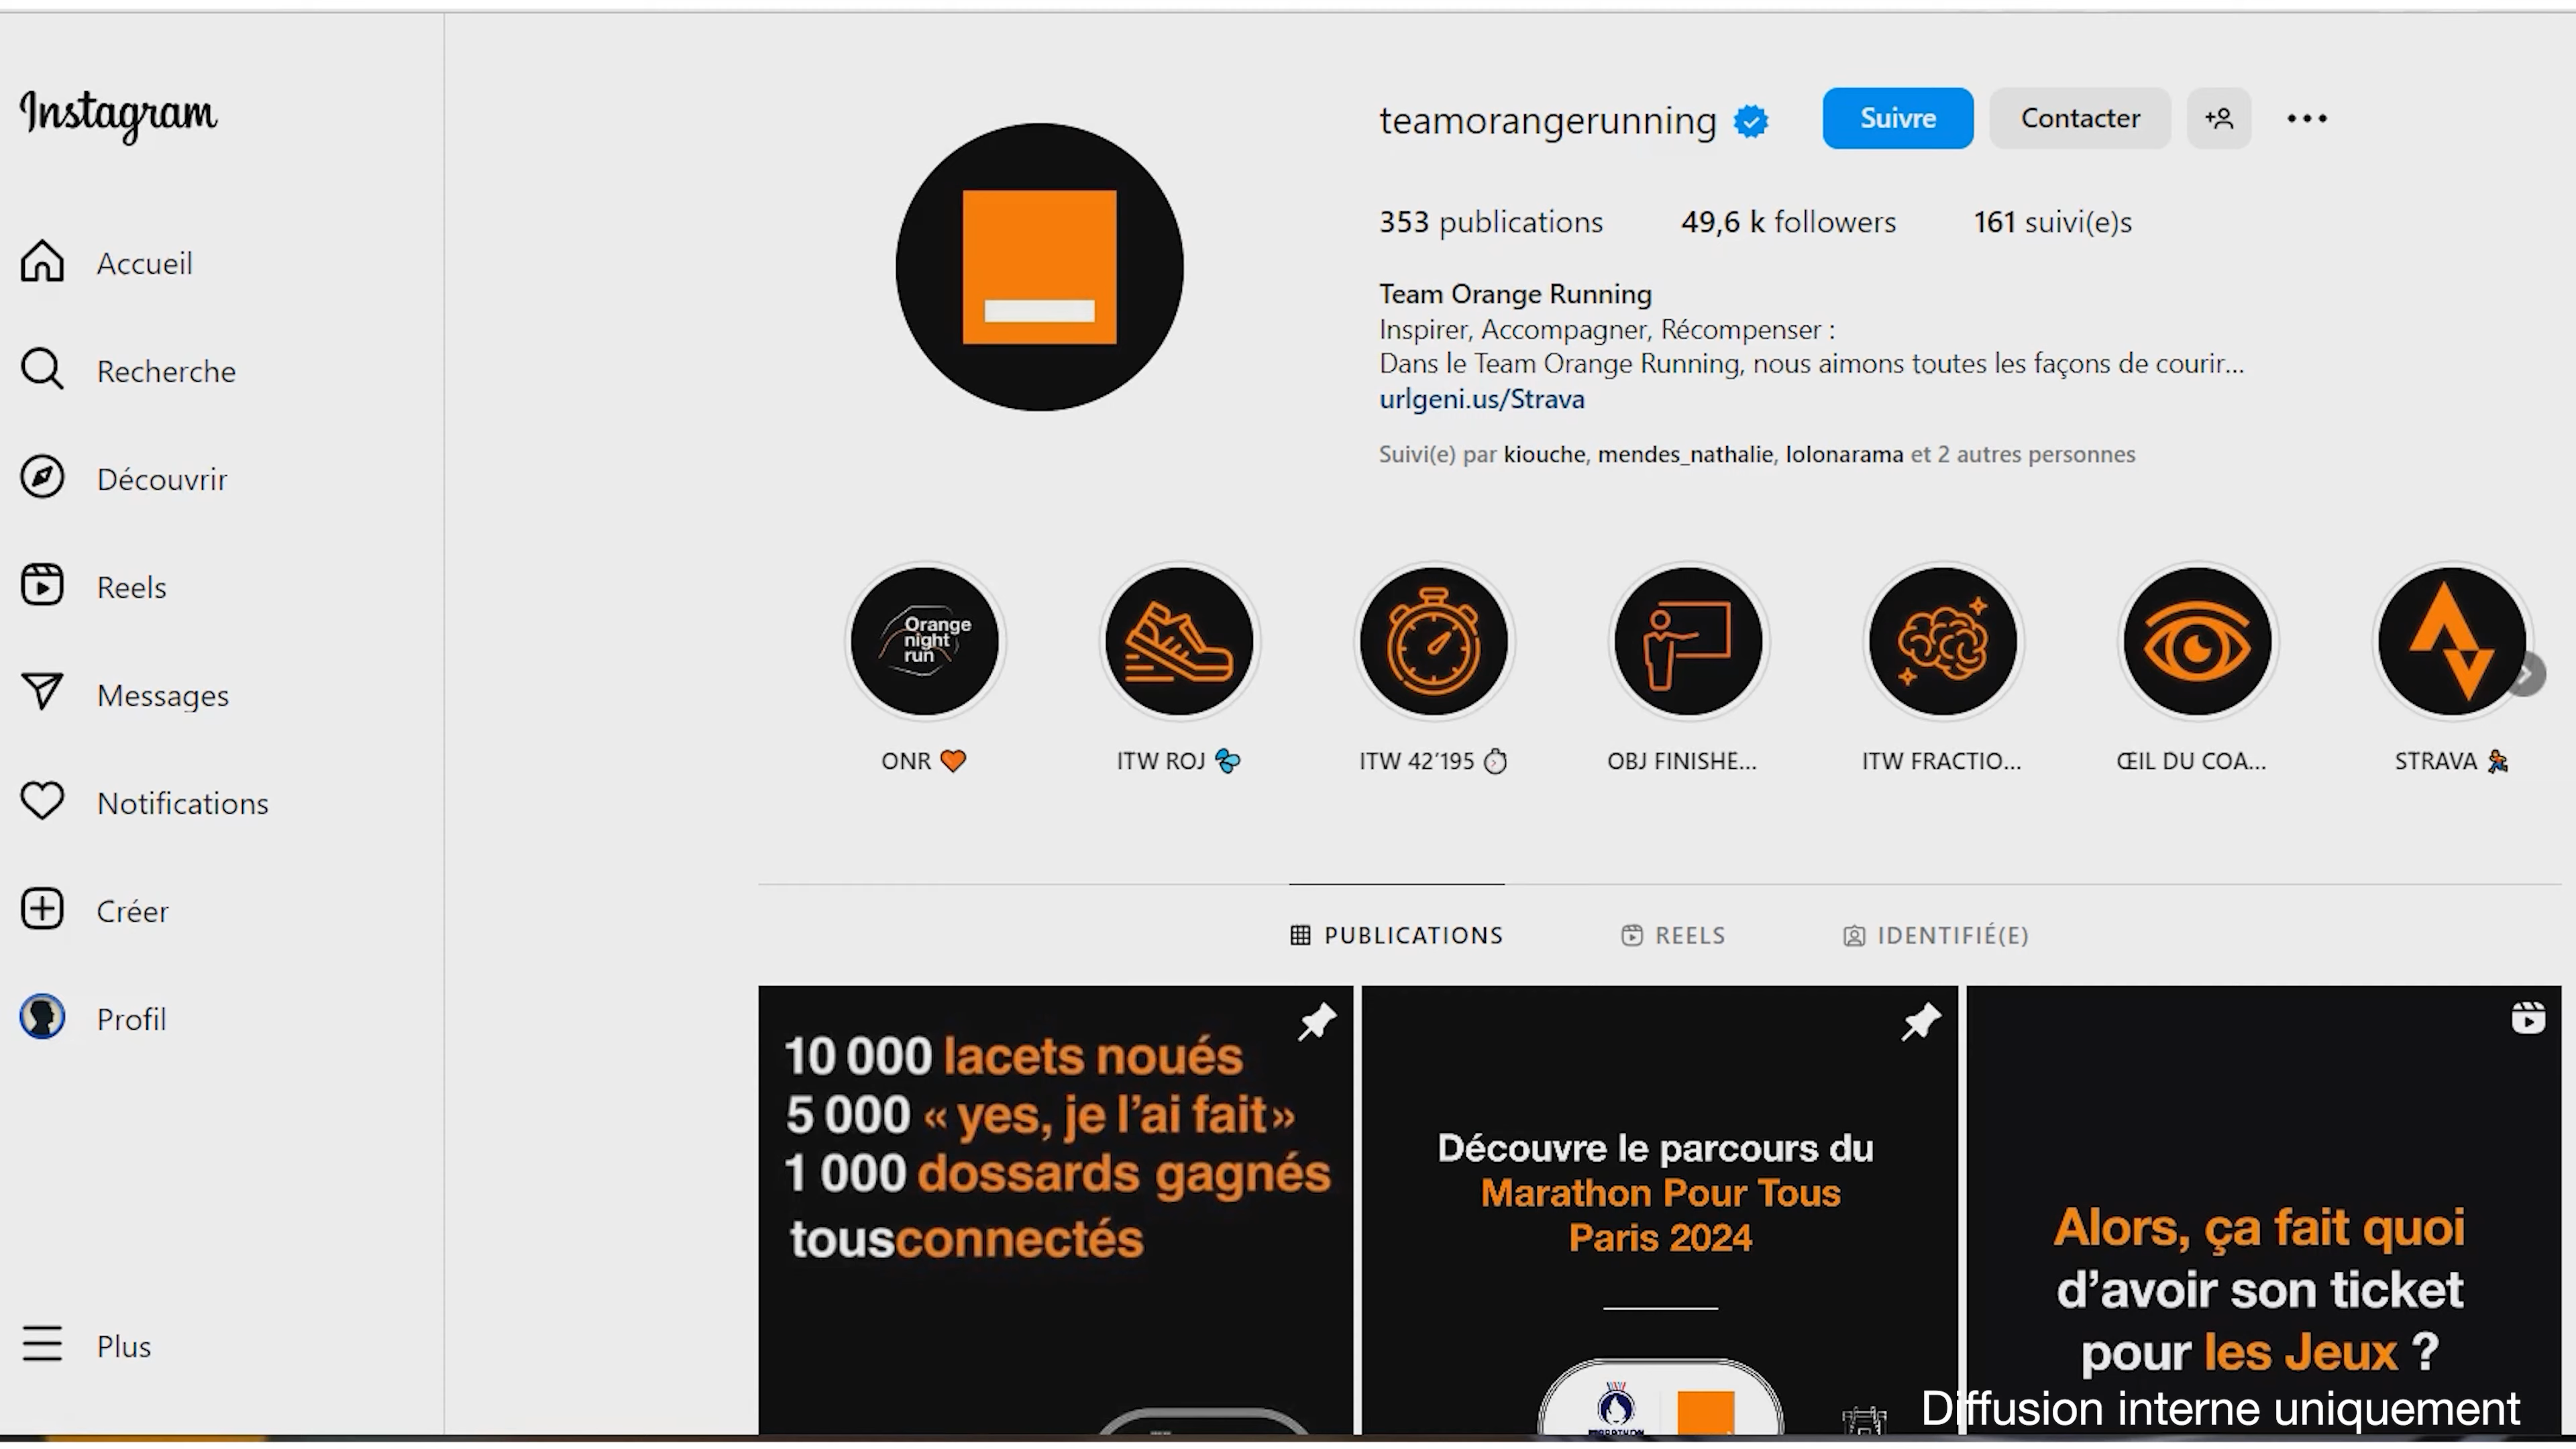 Instagram
Accueil
Recherche
Découvrir
Reels
Messages
Notifications
Créer
Profil
Plus
teamorangerunning
Suivre
Contacter
353 publications
49,6 k followers
161 suivi(e)s
Team Orange Running
Inspirer, Accompagner, Récompenser :
Dans le Team Orange Running, nous aimons toutes les façons de courir...
urlgeni.us/Strava
Suivi(e) par kiouche, mendes_nathalie, lolonarama et 2 autres personnes
Orange
night
run
ONR 🧡
ITW ROJ 💦
ITW 42’195 ⏱
OBJ FINISHE...
ITW FRACTIO...
ŒIL DU COA...
STRAVA 🏃
PUBLICATIONS
REELS
IDENTIFIÉ(E)
10 000 lacets noués
5 000 « yes, je l’ai fait »
1 000 dossards gagnés
tousconnectés
Découvre le parcours du
Marathon Pour Tous
Paris 2024
MARATHON
Alors, ça fait quoi
d’avoir son ticket
pour les Jeux ?
Diffusion interne uniquement